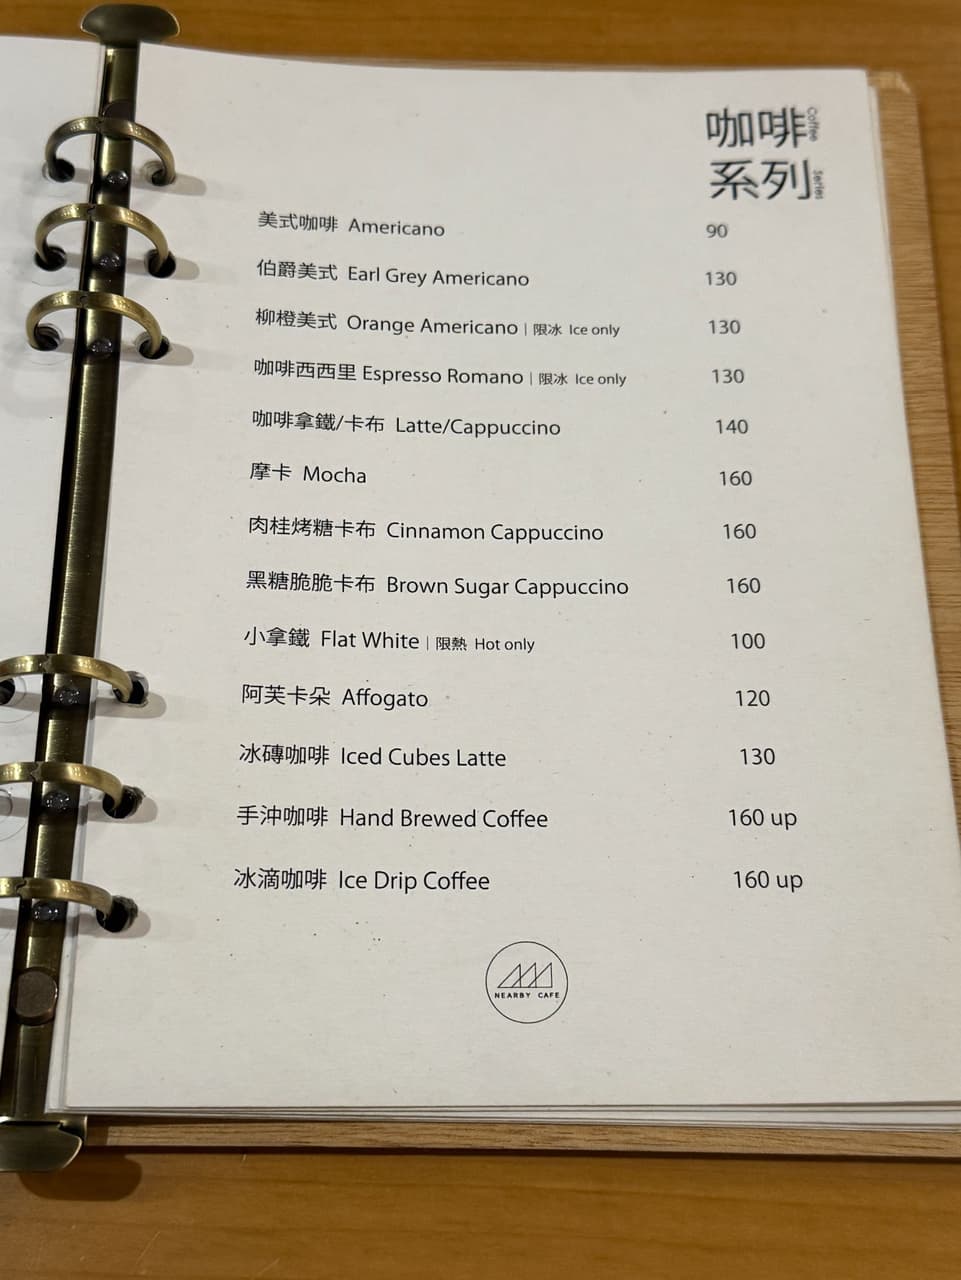 咖啡 Coffee
系列 Series
美式咖啡 Americano 90
伯爵美式 Earl Grey Americano 130
柳橙美式 Orange Americano | 限冰 Ice only 130
咖啡西西里 Espresso Romano | 限冰 Ice only 130
咖啡拿鐵/卡布 Latte/Cappuccino 140
摩卡 Mocha 160
肉桂烤糖卡布 Cinnamon Cappuccino 160
黑糖脆脆卡布 Brown Sugar Cappuccino 160
小拿鐵 Flat White | 限熱 Hot only 100
阿芙卡朵 Affogato 120
冰磚咖啡 Iced Cubes Latte 130
手沖咖啡 Hand Brewed Coffee 160 up
冰滴咖啡 Ice Drip Coffee 160 up
NEARBY CAFE